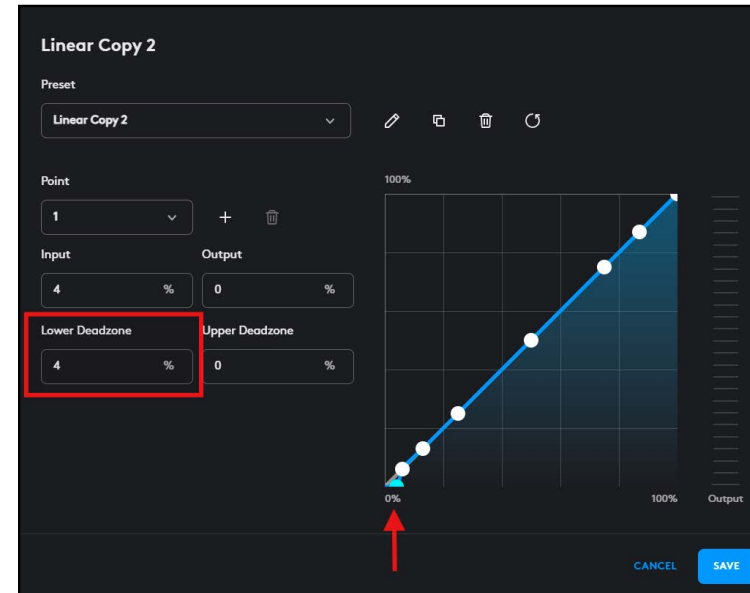 Linear Copy 2
Preset
Linear Copy 2
Point
100%
1
Input Output
4 % 0 %
Lower Deadzone Upper Deadzone
4 % 0 %
0% 100% Output
CANCEL SAVE